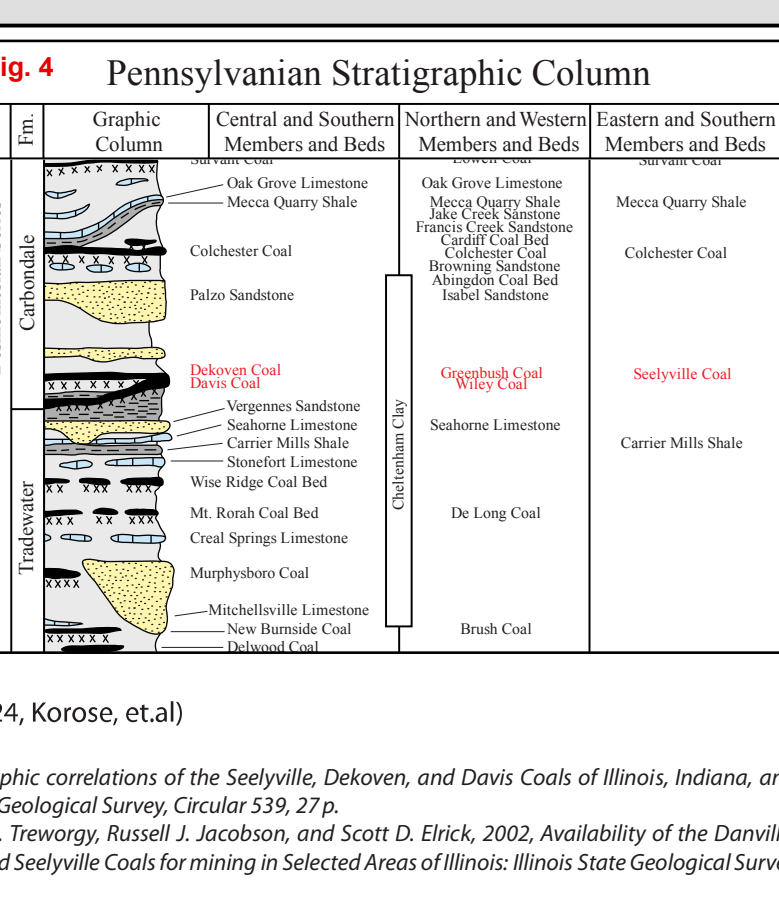 ig. 4
Pennsylvanian Stratigraphic Column
Fm.
Graphic
Column
Central and Southern
Members and Beds
Northern and Western
Members and Beds
Eastern and Southern
Members and Beds
Carbondale
Tradewater
Survant Coal
Oak Grove Limestone
Mecca Quarry Shale
Colchester Coal
Palzo Sandstone
Dekoven Coal
Davis Coal
Vergennes Sandstone
Seahorne Limestone
Carrier Mills Shale
Stonefort Limestone
Wise Ridge Coal Bed
Mt. Rorah Coal Bed
Creal Springs Limestone
Murphysboro Coal
Mitchellsville Limestone
New Burnside Coal
Delwood Coal
Cheltenham Clay
Lowell Coal
Oak Grove Limestone
Mecca Quarry Shale
Jake Creek Sanstone
Francis Creek Sandstone
Cardiff Coal Bed
Colchester Coal
Browning Sandstone
Abingdon Coal Bed
Isabel Sandstone
Greenbush Coal
Wiley Coal
Seahorne Limestone
De Long Coal
Brush Coal
Survant Coal
Mecca Quarry Shale
Colchester Coal
Seelyville Coal
Carrier Mills Shale
24, Korose, et.al)
phic correlations of the Seelyville, Dekoven, and Davis Coals of Illinois, Indiana, an
Geological Survey, Circular 539, 27 p.
. Treworgy, Russell J. Jacobson, and Scott D. Elrick, 2002, Availability of the Danvill
d Seelyville Coals for mining in Selected Areas of Illinois: Illinois State Geological Surve